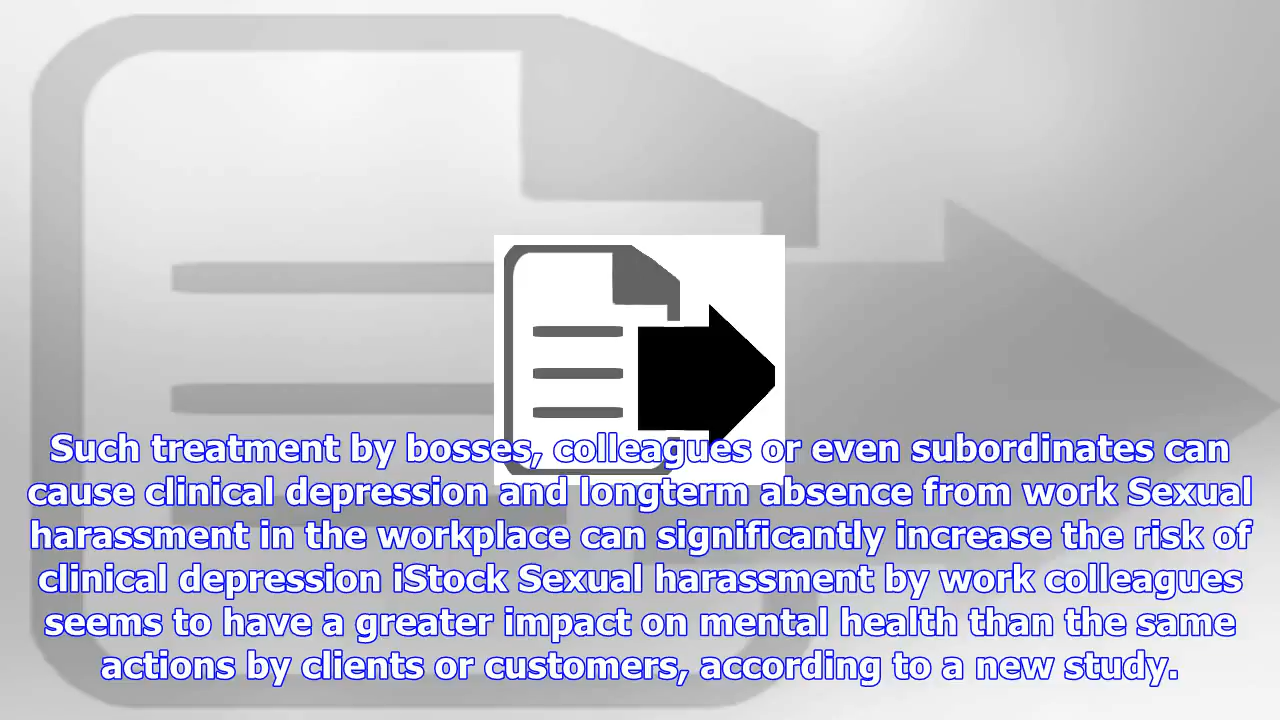 Such treatment by bosses, colleagues or even subordinates can
cause clinical depression and longterm absence from work Sexual
harassment in the workplace can significantly increase the risk of
clinical depression iStock Sexual harassment by work colleagues
seems to have a greater impact on mental health than the same
actions by clients or customers, according to a new study.